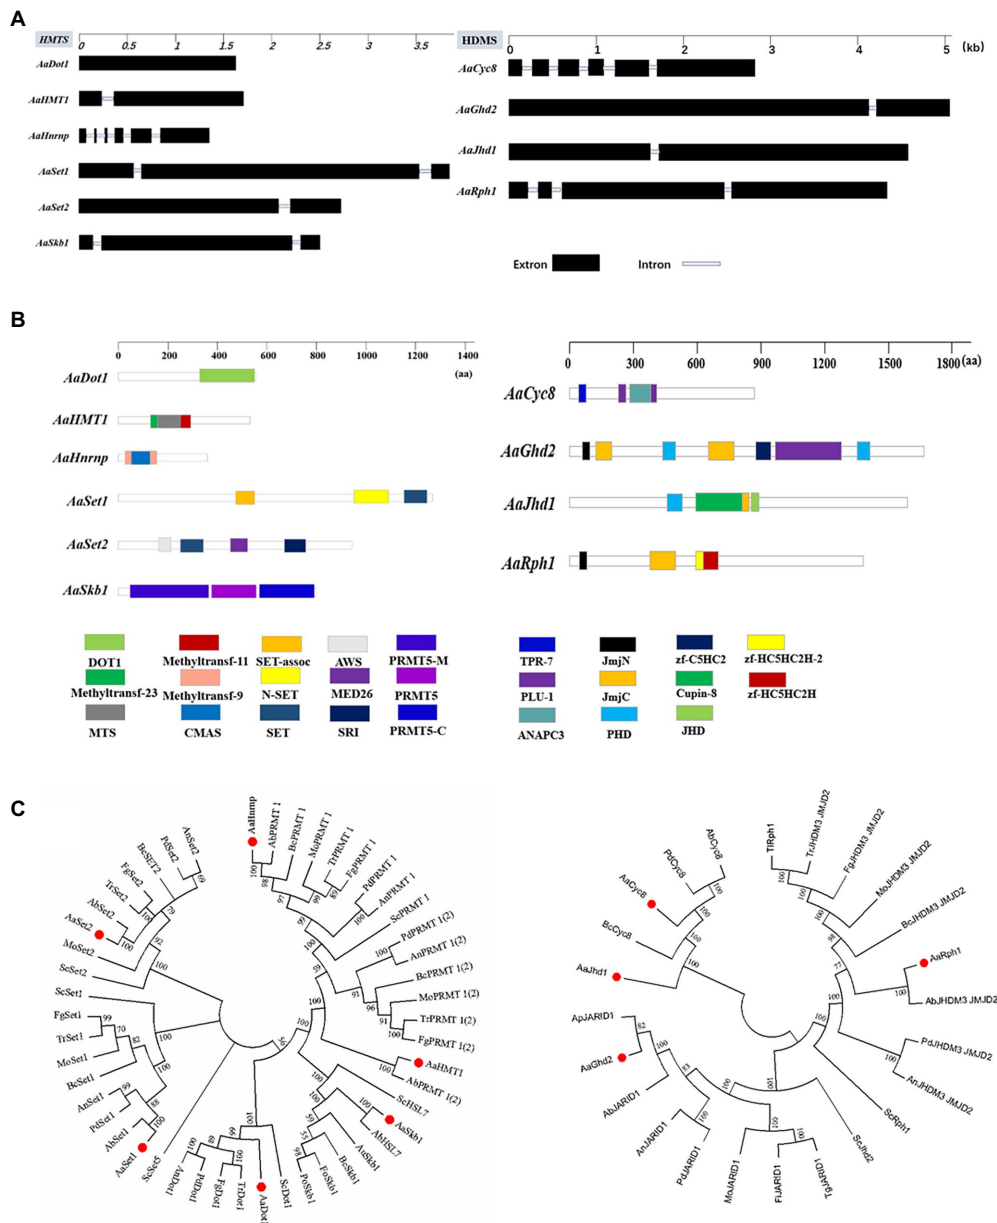 A
HMTS
0 0.5 1 1.5 2 2.5 3 3.5
AaDot1
AaHMT1
AaHnrnp
AaSet1
AaSet2
AaSkb1
HDMS
0 1 2 3 4 5 (kb)
AaCyc8
AaGhd2
AaJhd1
AaRph1
Extron
Intron
B
0 200 400 600 800 1000 1200 1400
(aa)
AaDot1
AaHMT1
AaHnrnp
AaSet1
AaSet2
AaSkb1
0 300 600 900 1200 1500 1800 (aa)
AaCyc8
AaGhd2
AaJhd1
AaRph1
DOT1 Methyltransf-11 SET-assoc AWS PRMT5-M
Methyltransf-23 Methyltransf-9 N-SET MED26 PRMT5
MTS CMAS SET SRI PRMT5-C
TPR-7 JmjN zf-C5HC2 zf-HC5HC2H-2
PLU-1 JmjC Cupin-8 zf-HC5HC2H
ANAPC3 PHD JHD
C
AaHnrnp
AbPRMT 1
BcPRMT 1
MoPRMT 1
TrPRMT 1
FgPRMT 1
PdPRMT 1
AnPRMT 1
ScPRMT 1
PdPRMT 1(2)
AnPRMT 1(2)
BcPRMT 1(2)
MoPRMT 1(2)
TrPRMT 1(2)
FgPRMT 1(2)
AaHMT1
AbPRMT 1(2)
ScHSL7
AaSkb1
AbHSL7
AuSkb1
BcSkb1
FoSkb1
PoSkb1
ScDot1
AaDot1
TrDot1
FgDot1
PdDot1
AnDot1
ScSet5
AaSet1
AbSet1
PdSet1
AnSet1
BcSet1
MoSet1
TrSet1
FgSet1
ScSet1
ScSet2
MoSet2
AaSet2
AbSet2
TrSet2
FgSet2
BcSET2
PdSet2
AnSet2
TlRph1
TrJHDM3 JMJD2
FgJHDM3 JMJD2
MoJHDM3 JMJD2
BcJHDM3 JMJD2
AaRph1
AbJHDM3 JMJD2
PdJHDM3 JMJD2
AnJHDM3 JMJD2
ScRph1
ScJhd2
TgJARID1
FtJARID1
MoJARID1
PdJARID1
AnJARID1
AbJARID1
AaGhd2
ApJARID1
AaJhd1
BcCyc8
AaCyc8
PdCyc8
AbCyc8